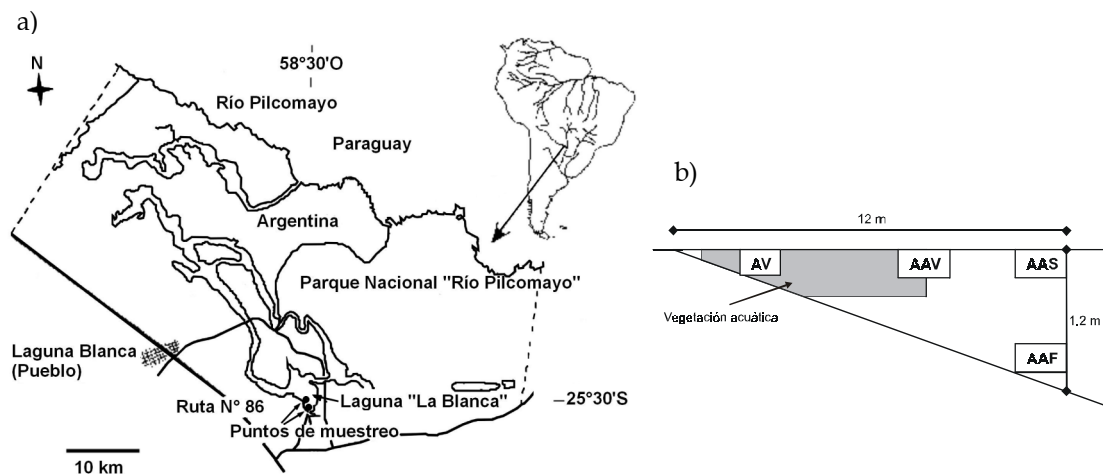 a)
N
58°30'O
Río Pilcomayo
Paraguay
Argentina
Parque Nacional "Río Pilcomayo"
Laguna Blanca
(Pueblo)
Laguna "La Blanca"
Ruta N° 86
25°30'S
Puntos de muestreo
10 km
b)
12 m
AV
AAV
AAS
Vegetación acuàtica
1,2 m
AAF